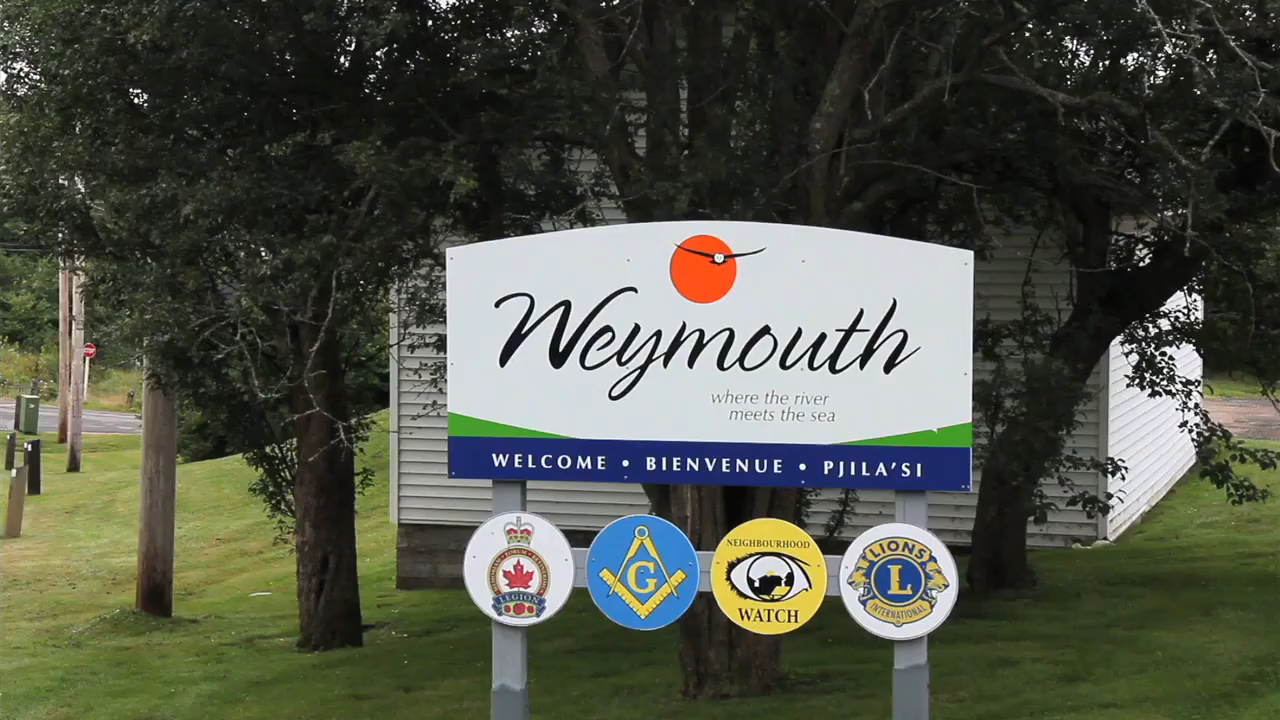 Weymouth
where the river
meets the sea
WELCOME • BIENVENUE • PJILA'SI
LEGION
G
NEIGHBOURHOOD
WATCH
LIONS
L
INTERNATIONAL